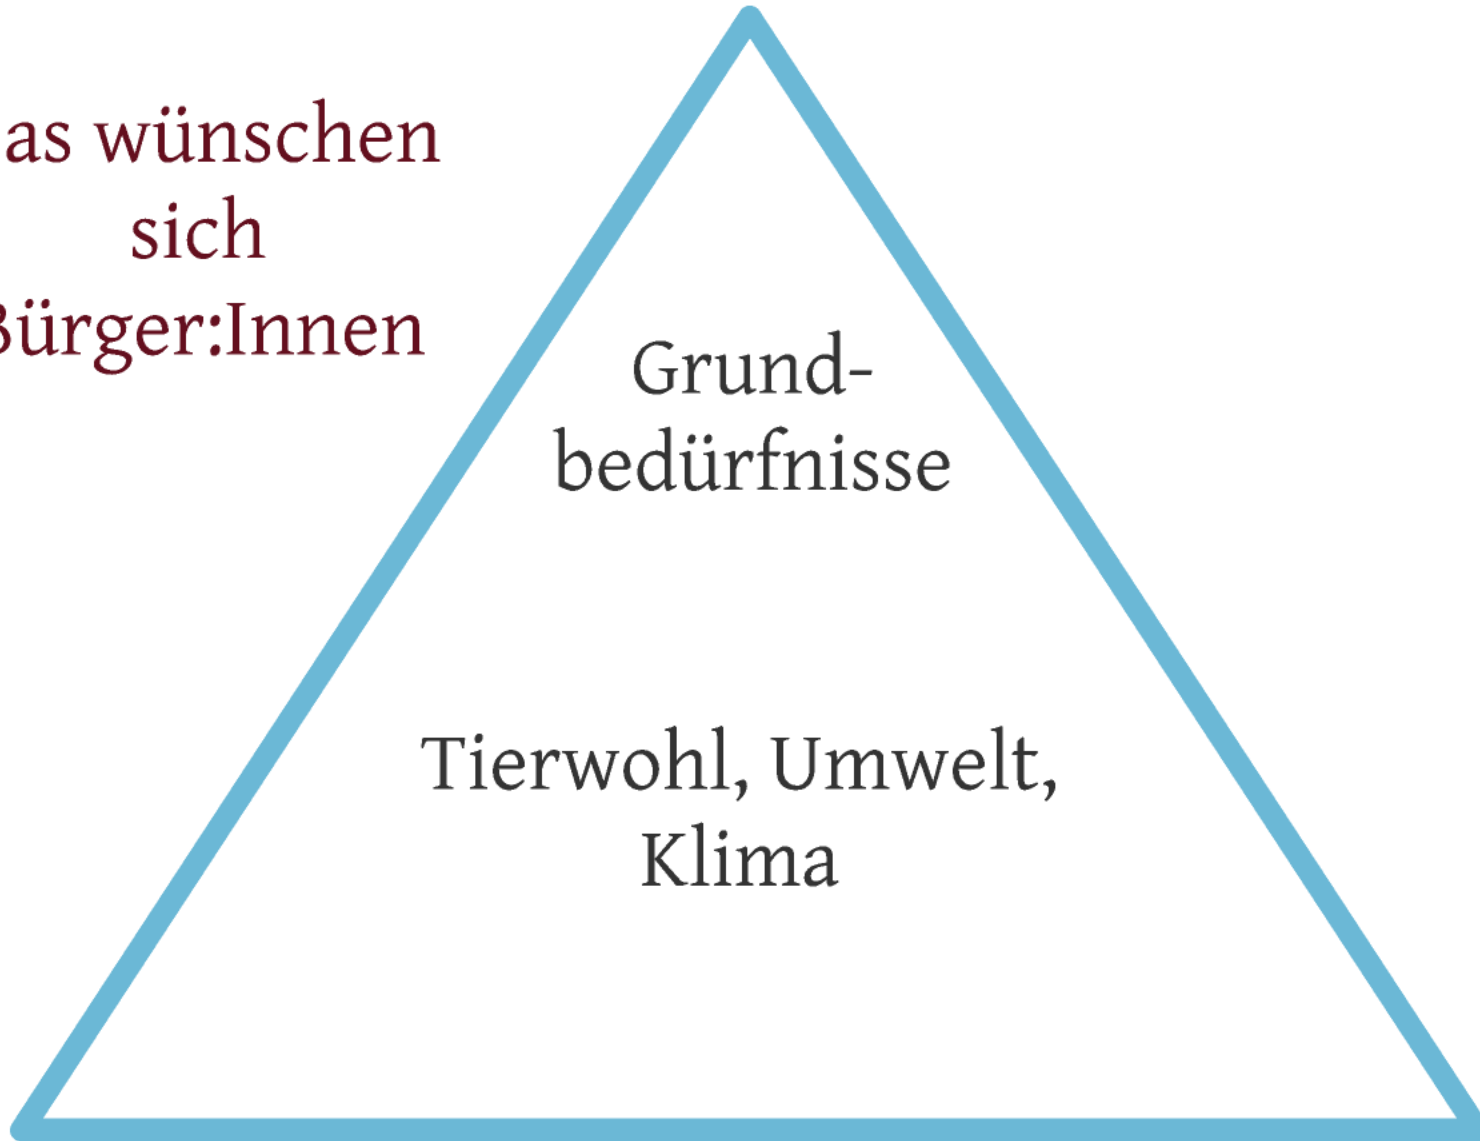 as wünschen
sich
Bürger:Innen
Grund-
bedürfnisse
Tierwohl, Umwelt,
Klima